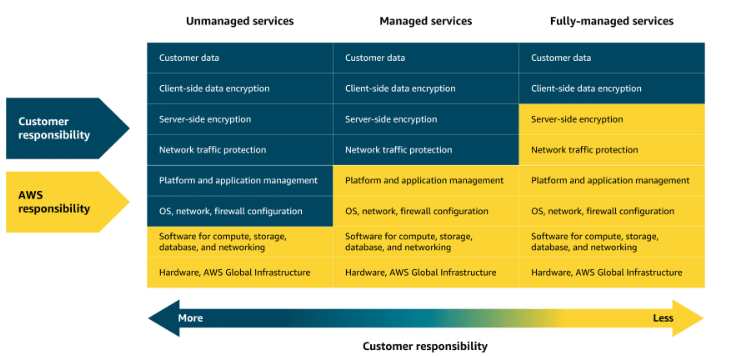 Unmanaged services
Managed services
Fully-managed services
Customer data
Customer data
Customer data
Client-side data encryption
Client-side data encryption
Client-side data encryption
Customer
responsibility
Server-side encryption
Server-side encryption
Server-side encryption
Network traffic protection
Network traffic protection
Network traffic protection
AWS
responsibility
Platform and application management
Platform and application management
Platform and application management
OS, network, firewall configuration
OS, network, firewall configuration
OS, network, firewall configuration
Software for compute, storage,
database, and networking
Software for compute, storage,
database, and networking
Software for compute, storage,
database, and networking
Hardware, AWS Global Infrastructure
Hardware, AWS Global Infrastructure
Hardware, AWS Global Infrastructure
More
Less
Customer responsibility